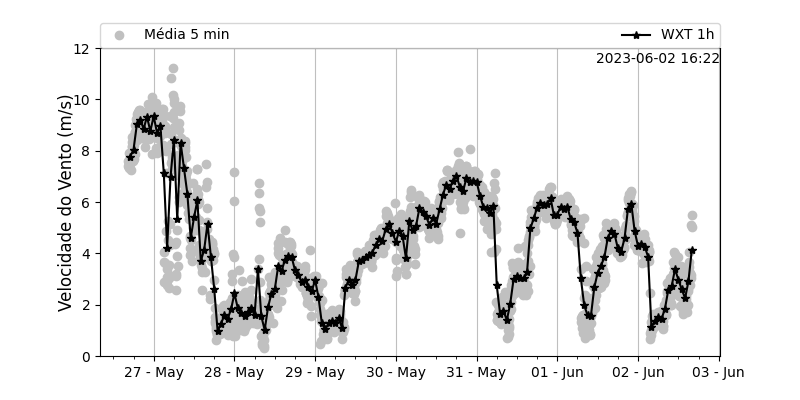 Média 5 min
WXT 1h
2023-06-02 16:22
Velocidade do Vento (m/s)
12
10
8
6
4
2
0
27 - May
28 - May
29 - May
30 - May
31 - May
01 - Jun
02 - Jun
03 - Jun